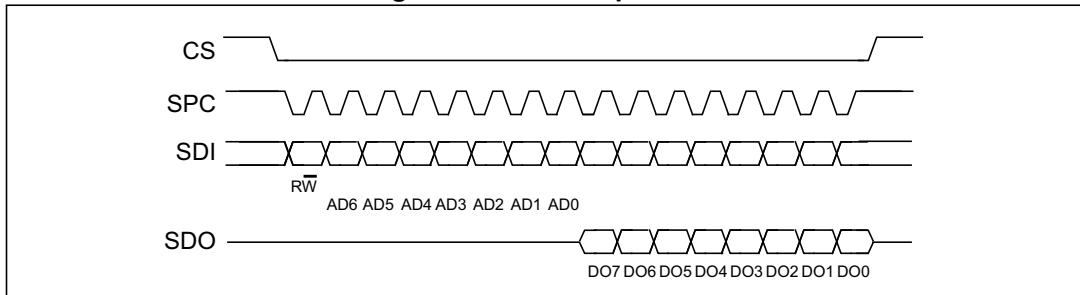 CS
SPC
SDI
RW̅
AD6 AD5 AD4 AD3 AD2 AD1 AD0
SDO
DO7 DO6 DO5 DO4 DO3 DO2 DO1 DO0